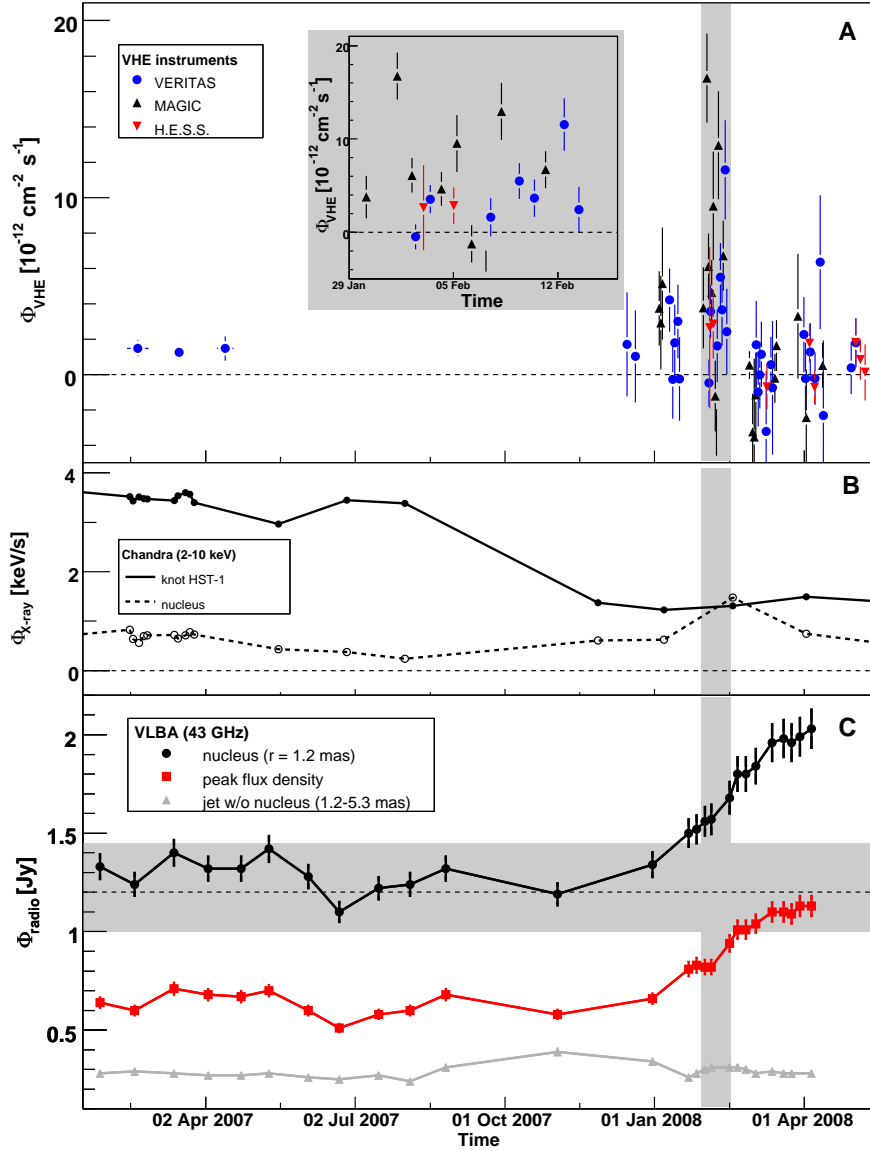 A
VHE instruments
VERITAS
MAGIC
H.E.S.S.
Φ_VHE [10⁻¹² cm⁻² s⁻¹]
20
10
0
Φ_VHE [10⁻¹² cm⁻² s⁻¹]
20
10
0
29 Jan
05 Feb
12 Feb
Time
B
Φ_X-ray [keV/s]
4
2
0
Chandra (2-10 keV)
knot HST-1
nucleus
C
Φ_radio [Jy]
2
1.5
1
0.5
VLBA (43 GHz)
nucleus (r = 1.2 mas)
peak flux density
jet w/o nucleus (1.2-5.3 mas)
02 Apr 2007
02 Jul 2007
01 Oct 2007
01 Jan 2008
01 Apr 2008
Time